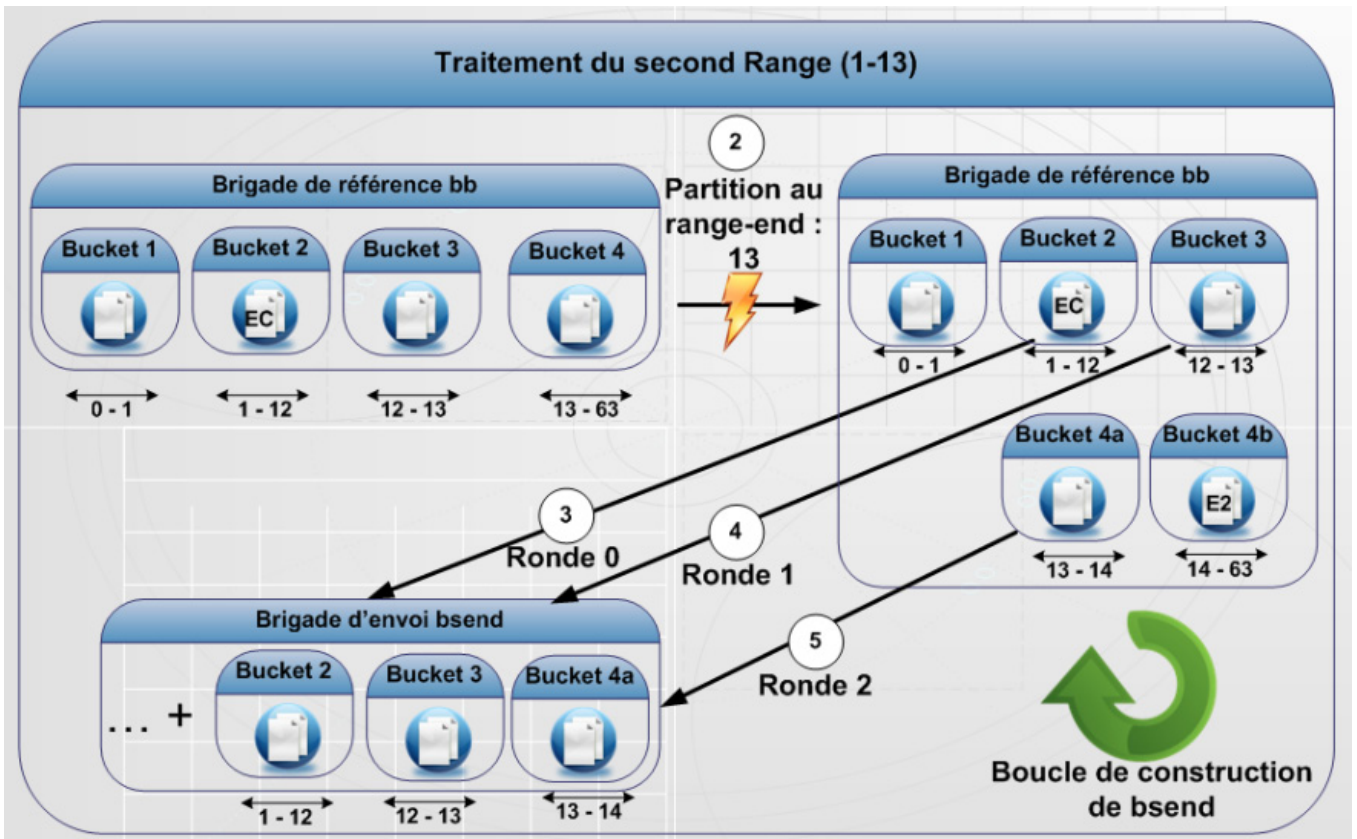 Traitement du second Range (1-13)
Brigade de référence bb
Bucket 1
Bucket 2
Bucket 3
Bucket 4
EC
0 - 1
1 - 12
12 - 13
13 - 63
2
Partition au
range-end :
13
Brigade de référence bb
Bucket 1
Bucket 2
Bucket 3
EC
0 - 1
1 - 12
12 - 13
Bucket 4a
Bucket 4b
E2
13 - 14
14 - 63
3
Ronde 0
4
Ronde 1
5
Ronde 2
Brigade d'envoi bsend
... +
Bucket 2
Bucket 3
Bucket 4a
1 - 12
12 - 13
13 - 14
Boucle de construction
de bsend